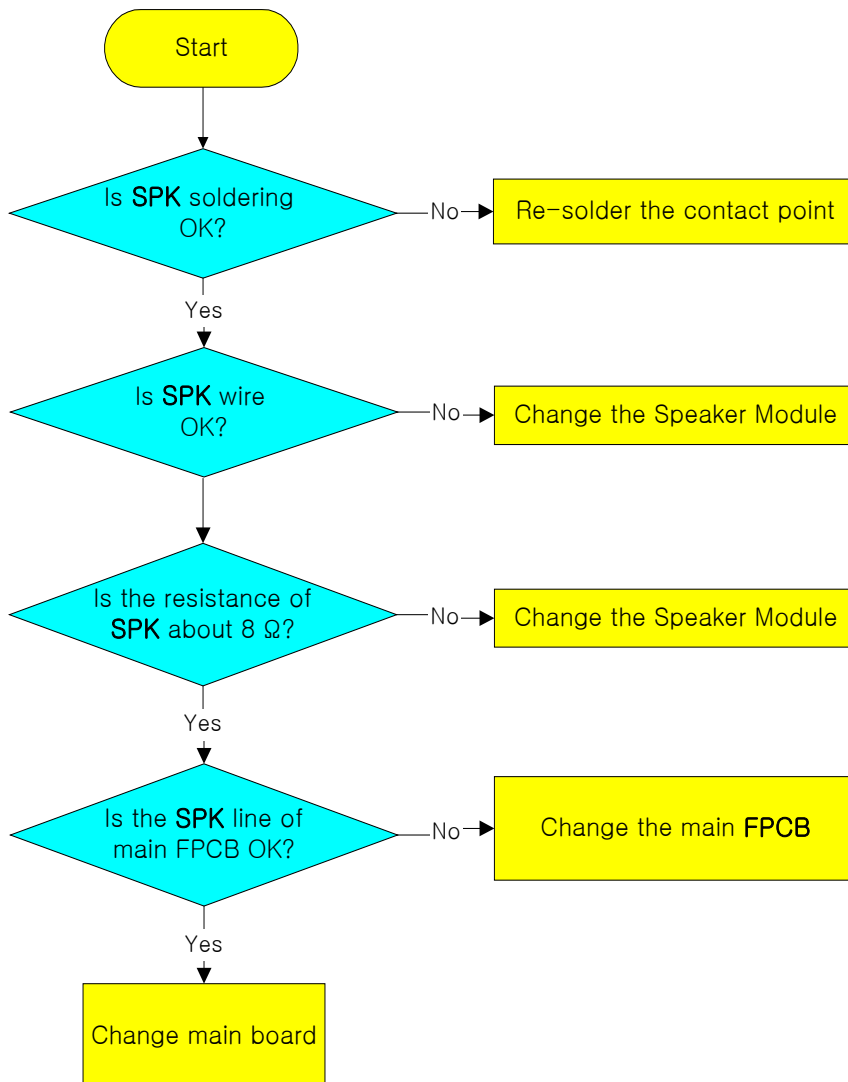 Start
Is SPK soldering
OK?
No
Re-solder the contact point
Yes
Is SPK wire
OK?
No
Change the Speaker Module
Is the resistance of
SPK about 8 Ω?
No
Change the Speaker Module
Yes
Is the SPK line of
main FPCB OK?
No
Change the main FPCB
Yes
Change main board